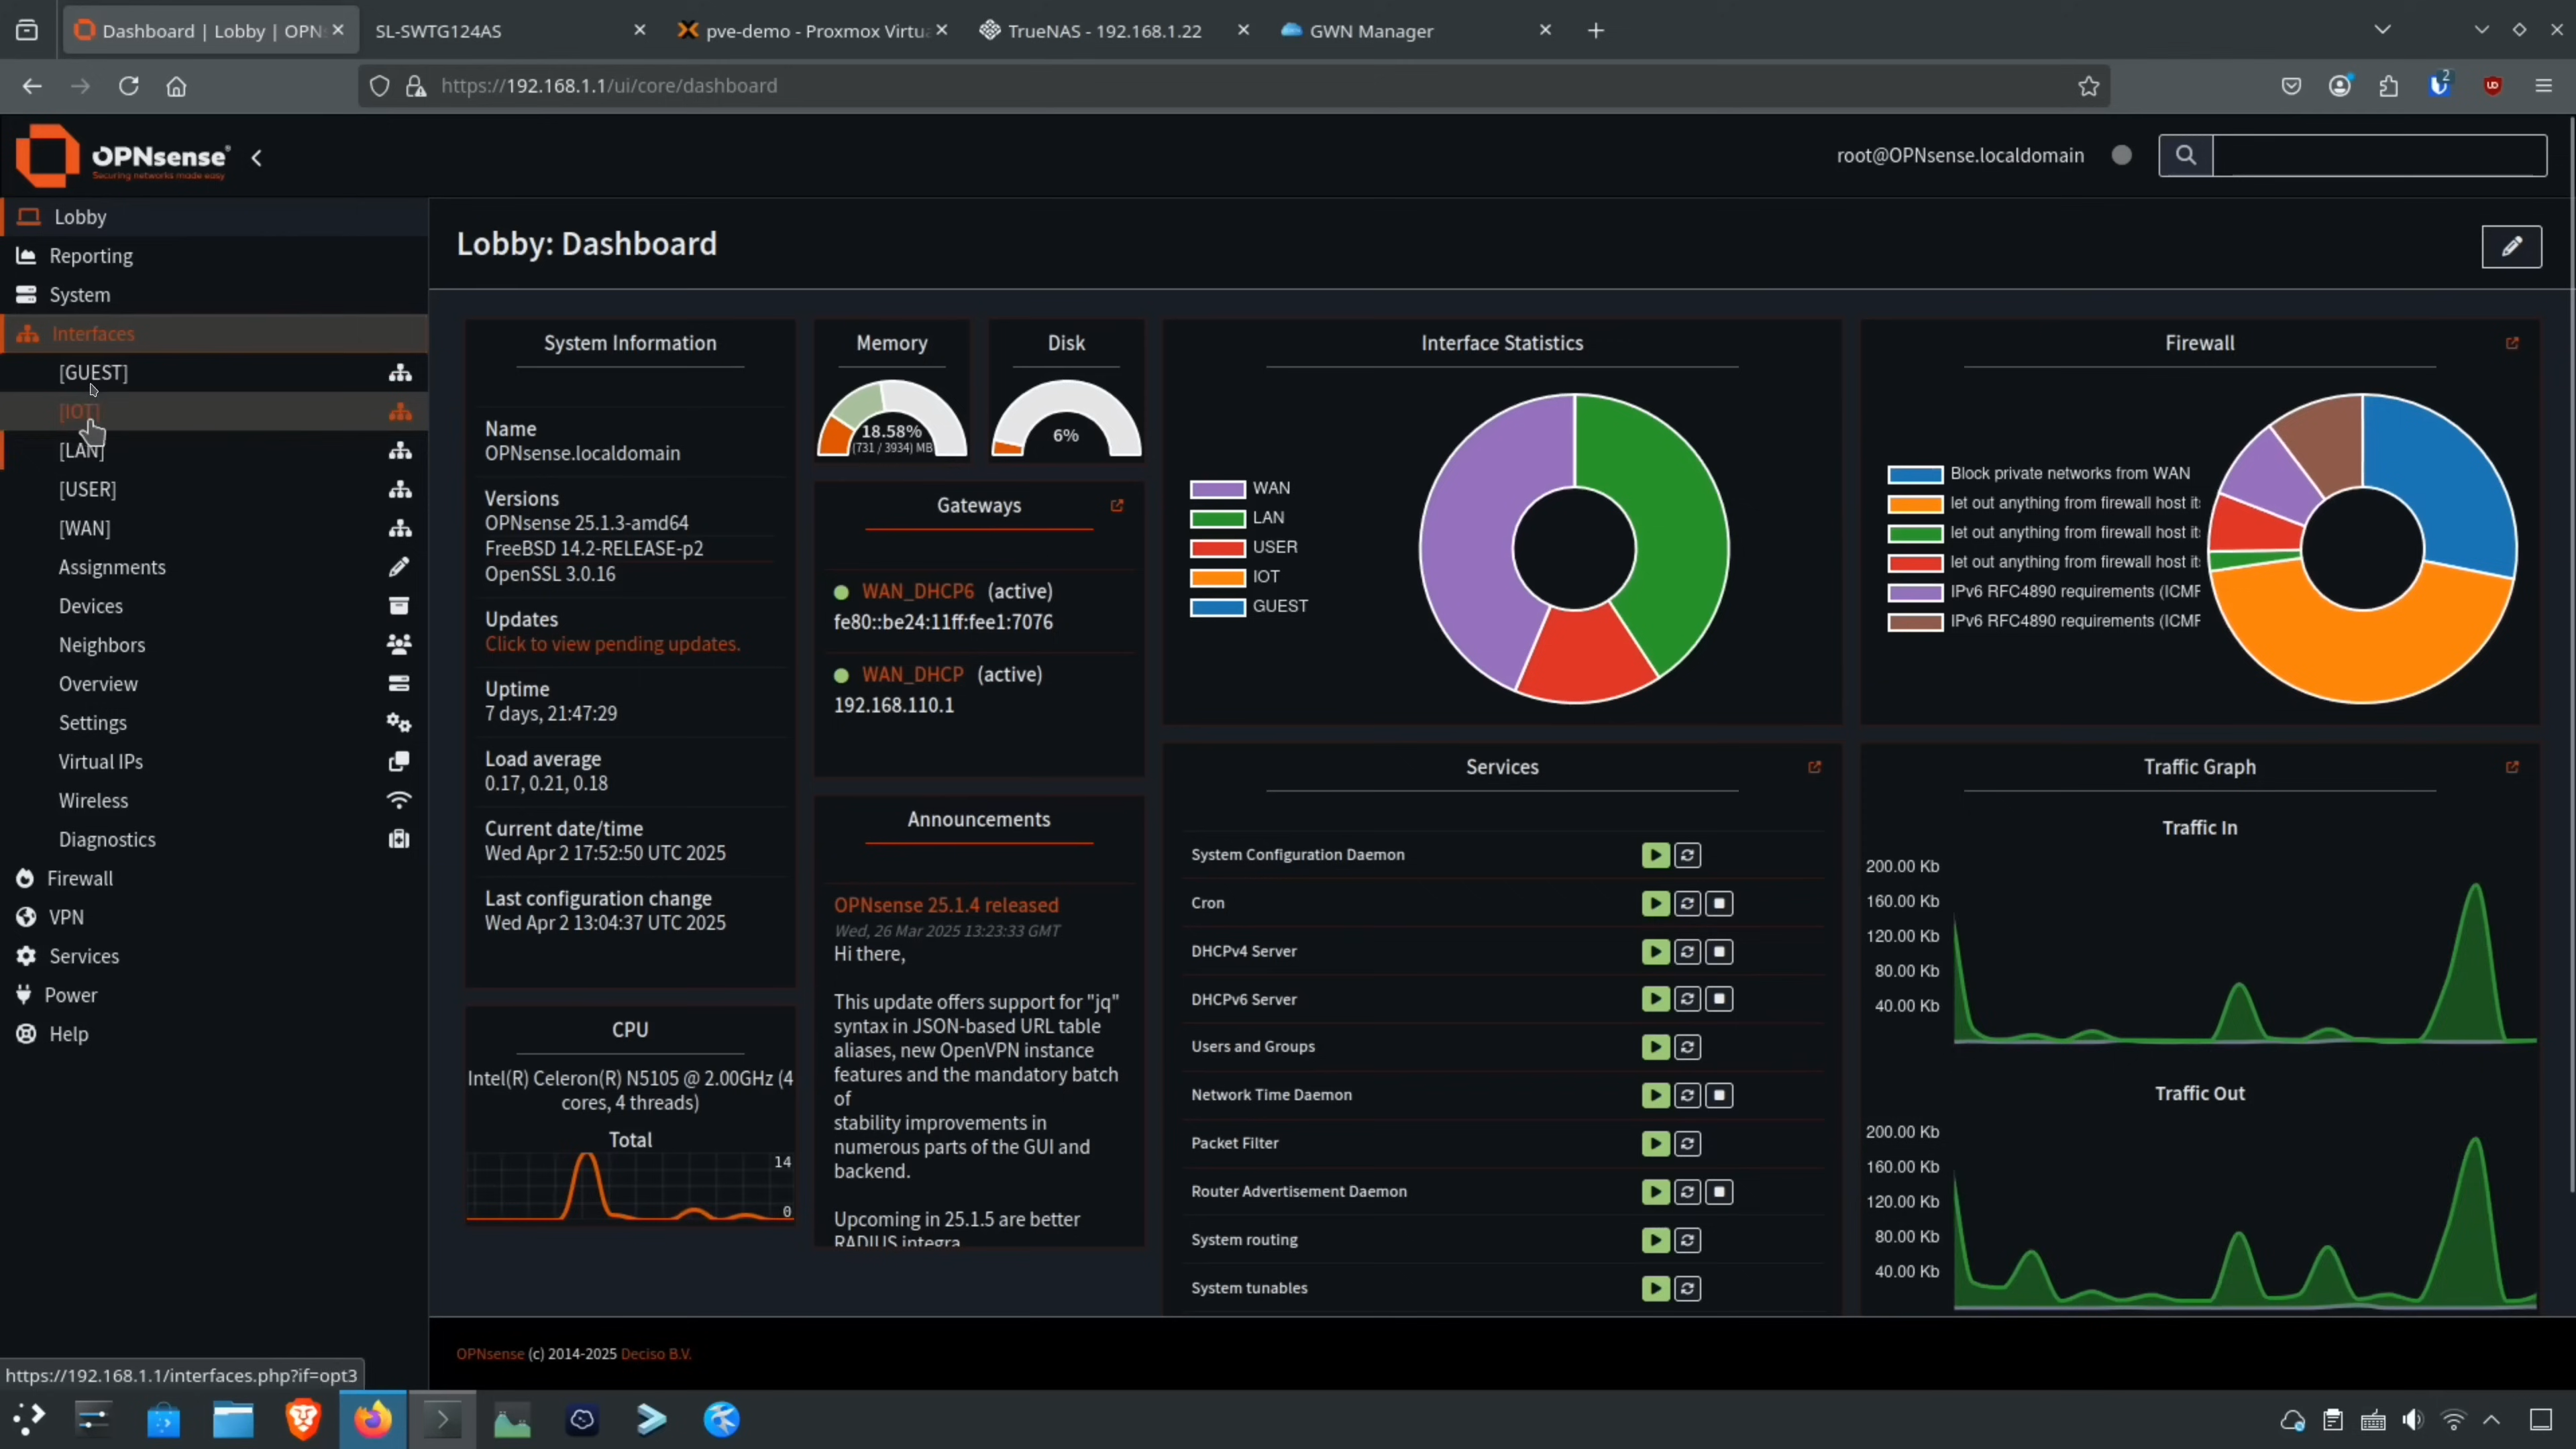 Dashboard | Lobby | OPN
SL-SWTG124AS
pve-demo - Proxmox Virtu
TrueNAS - 192.168.1.22
GWN Manager
https://192.168.1.1/ui/core/dashboard
2
OPNsense®
Securing networks made easy
root@OPNsense.localdomain
Lobby
Reporting
System
Interfaces
[GUEST]
[IOT]
[LAN]
[USER]
[WAN]
Assignments
Devices
Neighbors
Overview
Settings
Virtual IPs
Wireless
Diagnostics
Firewall
VPN
Services
Power
Help
Lobby: Dashboard
System Information
Name
OPNsense.localdomain
Versions
OPNsense 25.1.3-amd64
FreeBSD 14.2-RELEASE-p2
OpenSSL 3.0.16
Updates
Click to view pending updates.
Uptime
7 days, 21:47:29
Load average
0.17, 0.21, 0.18
Current date/time
Wed Apr 2 17:52:50 UTC 2025
Last configuration change
Wed Apr 2 13:04:37 UTC 2025
CPU
Intel(R) Celeron(R) N5105 @ 2.00GHz (4
cores, 4 threads)
Total
14
0
Memory
18.58%
(731 / 3934) MB
Disk
6%
Gateways
WAN_DHCP6 (active)
fe80::be24:11ff:fee1:7076
WAN_DHCP (active)
192.168.110.1
Announcements
OPNsense 25.1.4 released
Wed, 26 Mar 2025 13:23:33 GMT
Hi there,
This update offers support for "jq"
syntax in JSON-based URL table
aliases, new OpenVPN instance
features and the mandatory batch
of
stability improvements in
numerous parts of the GUI and
backend.
Upcoming in 25.1.5 are better
RADIUS integra
Interface Statistics
WAN
LAN
USER
IOT
GUEST
Services
System Configuration Daemon
Cron
DHCPv4 Server
DHCPv6 Server
Users and Groups
Network Time Daemon
Packet Filter
Router Advertisement Daemon
System routing
System tunables
Firewall
Block private networks from WAN
let out anything from firewall host it
let out anything from firewall host it
let out anything from firewall host it
IPv6 RFC4890 requirements (ICMP
IPv6 RFC4890 requirements (ICMP
Traffic Graph
Traffic In
200.00 Kb
160.00 Kb
120.00 Kb
80.00 Kb
40.00 Kb
Traffic Out
200.00 Kb
160.00 Kb
120.00 Kb
80.00 Kb
40.00 Kb
OPNsense (c) 2014-2025 Deciso B.V.
https://192.168.1.1/interfaces.php?if=opt3